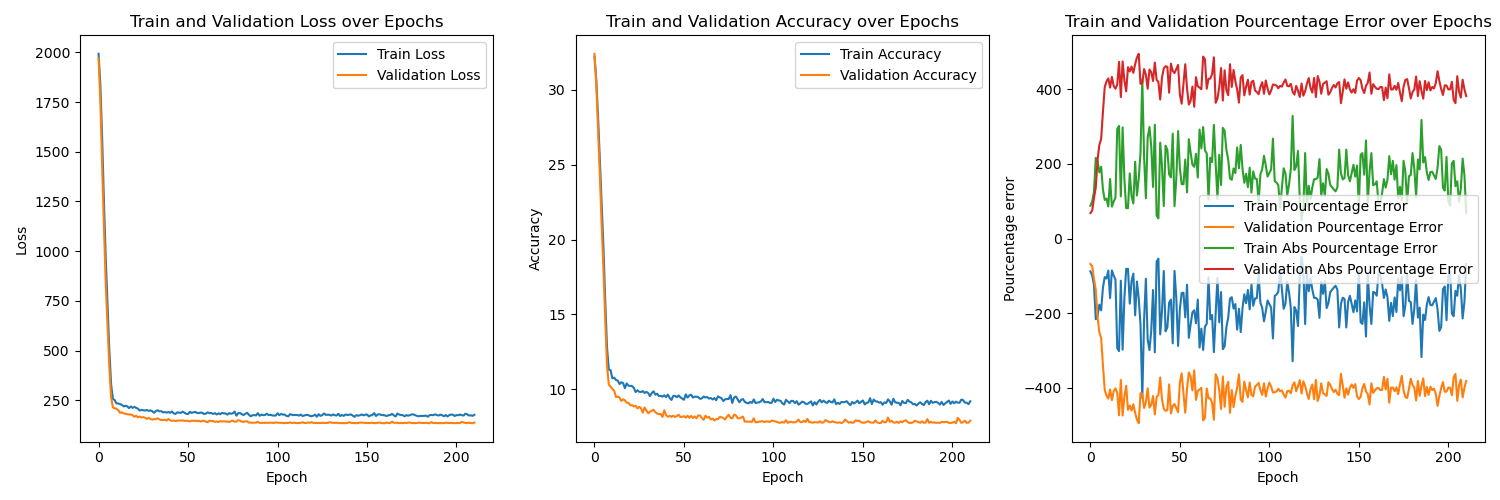 Train and Validation Loss over Epochs
Train Loss
Validation Loss
2000
1750
1500
1250
1000
750
500
250
Loss
0
50
100
150
200
Epoch
Train and Validation Accuracy over Epochs
Train Accuracy
Validation Accuracy
30
25
20
15
10
Accuracy
0
50
100
150
200
Epoch
Train and Validation Pourcentage Error over Epochs
400
200
0
−200
−400
Pourcentage error
Train Pourcentage Error
Validation Pourcentage Error
Train Abs Pourcentage Error
Validation Abs Pourcentage Error
0
50
100
150
200
Epoch